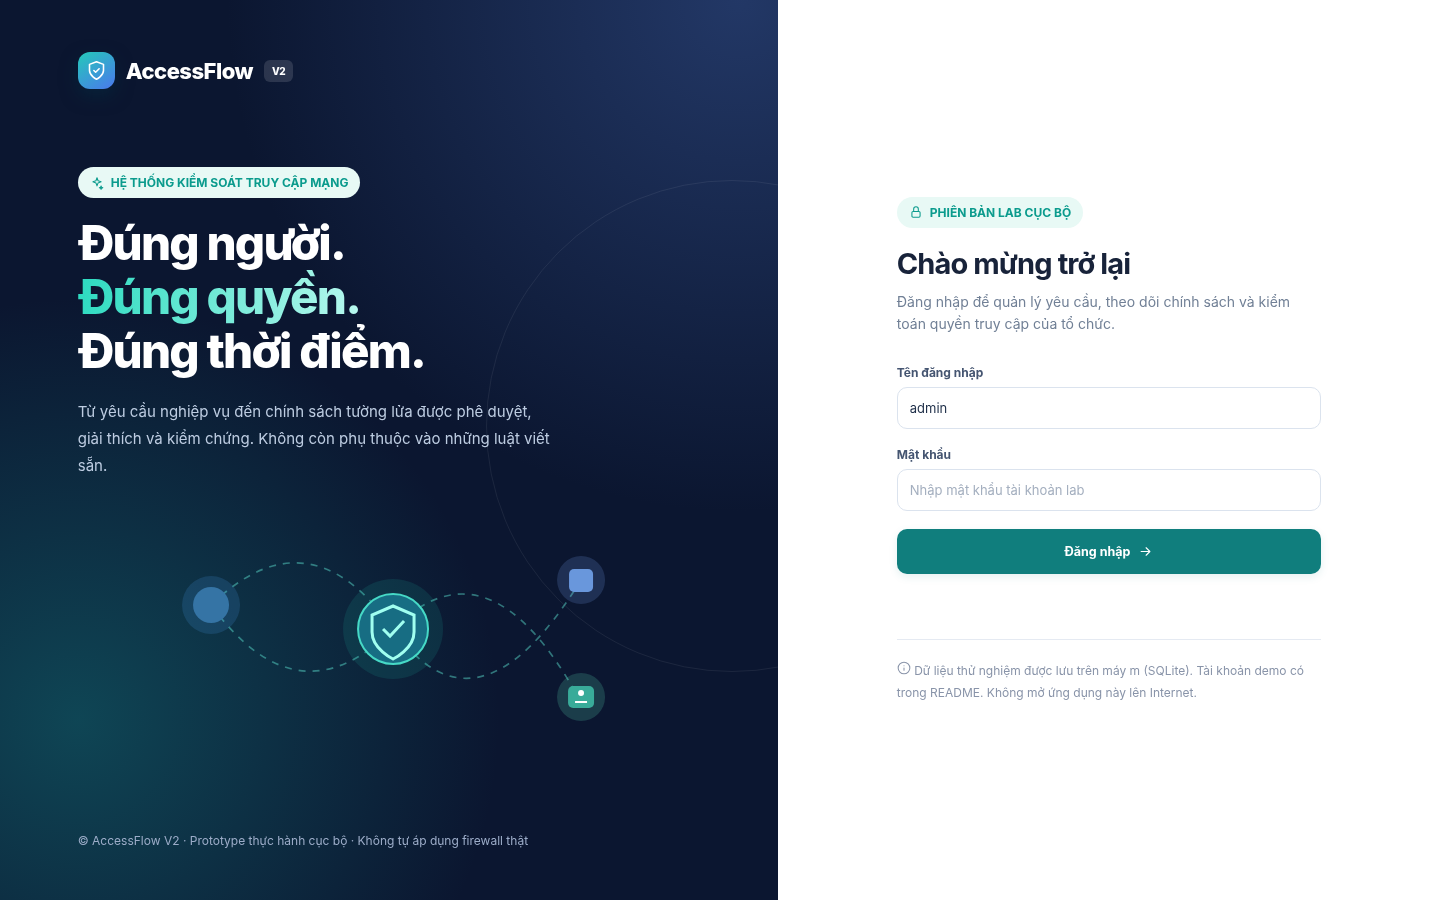 AccessFlow V2
HỆ THỐNG KIỂM SOÁT TRUY CẬP MẠNG
Đúng người.
Đúng quyền.
Đúng thời điểm.
Từ yêu cầu nghiệp vụ đến chính sách tường lửa được phê duyệt,
giải thích và kiểm chứng. Không còn phụ thuộc vào những luật viết
sẵn.
© AccessFlow V2 · Prototype thực hành cục bộ · Không tự áp dụng firewall thật
PHIÊN BẢN LAB CỤC BỘ
Chào mừng trở lại
Đăng nhập để quản lý yêu cầu, theo dõi chính sách và kiểm
toán quyền truy cập của tổ chức.
Tên đăng nhập
admin
Mật khẩu
Nhập mật khẩu tài khoản lab
Đăng nhập →
Dữ liệu thử nghiệm được lưu trên máy m (SQLite). Tài khoản demo có
trong README. Không mở ứng dụng này lên Internet.